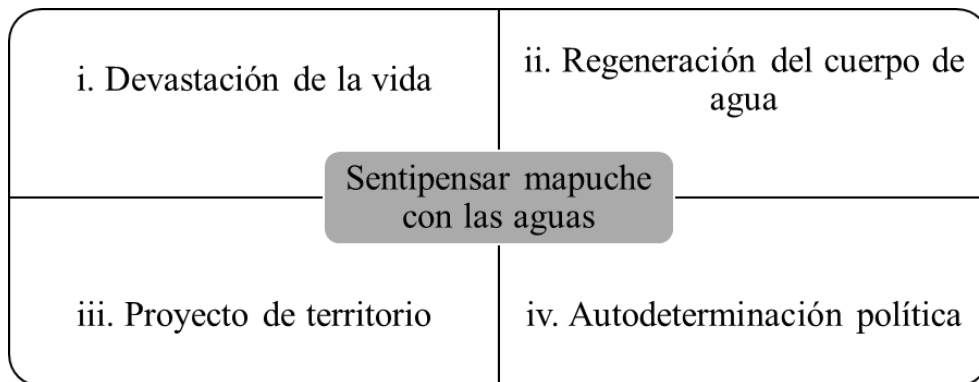 i. Devastación de la vida
ii. Regeneración del cuerpo de
agua
Sentipensar mapuche
con las aguas
iii. Proyecto de territorio
iv. Autodeterminación política